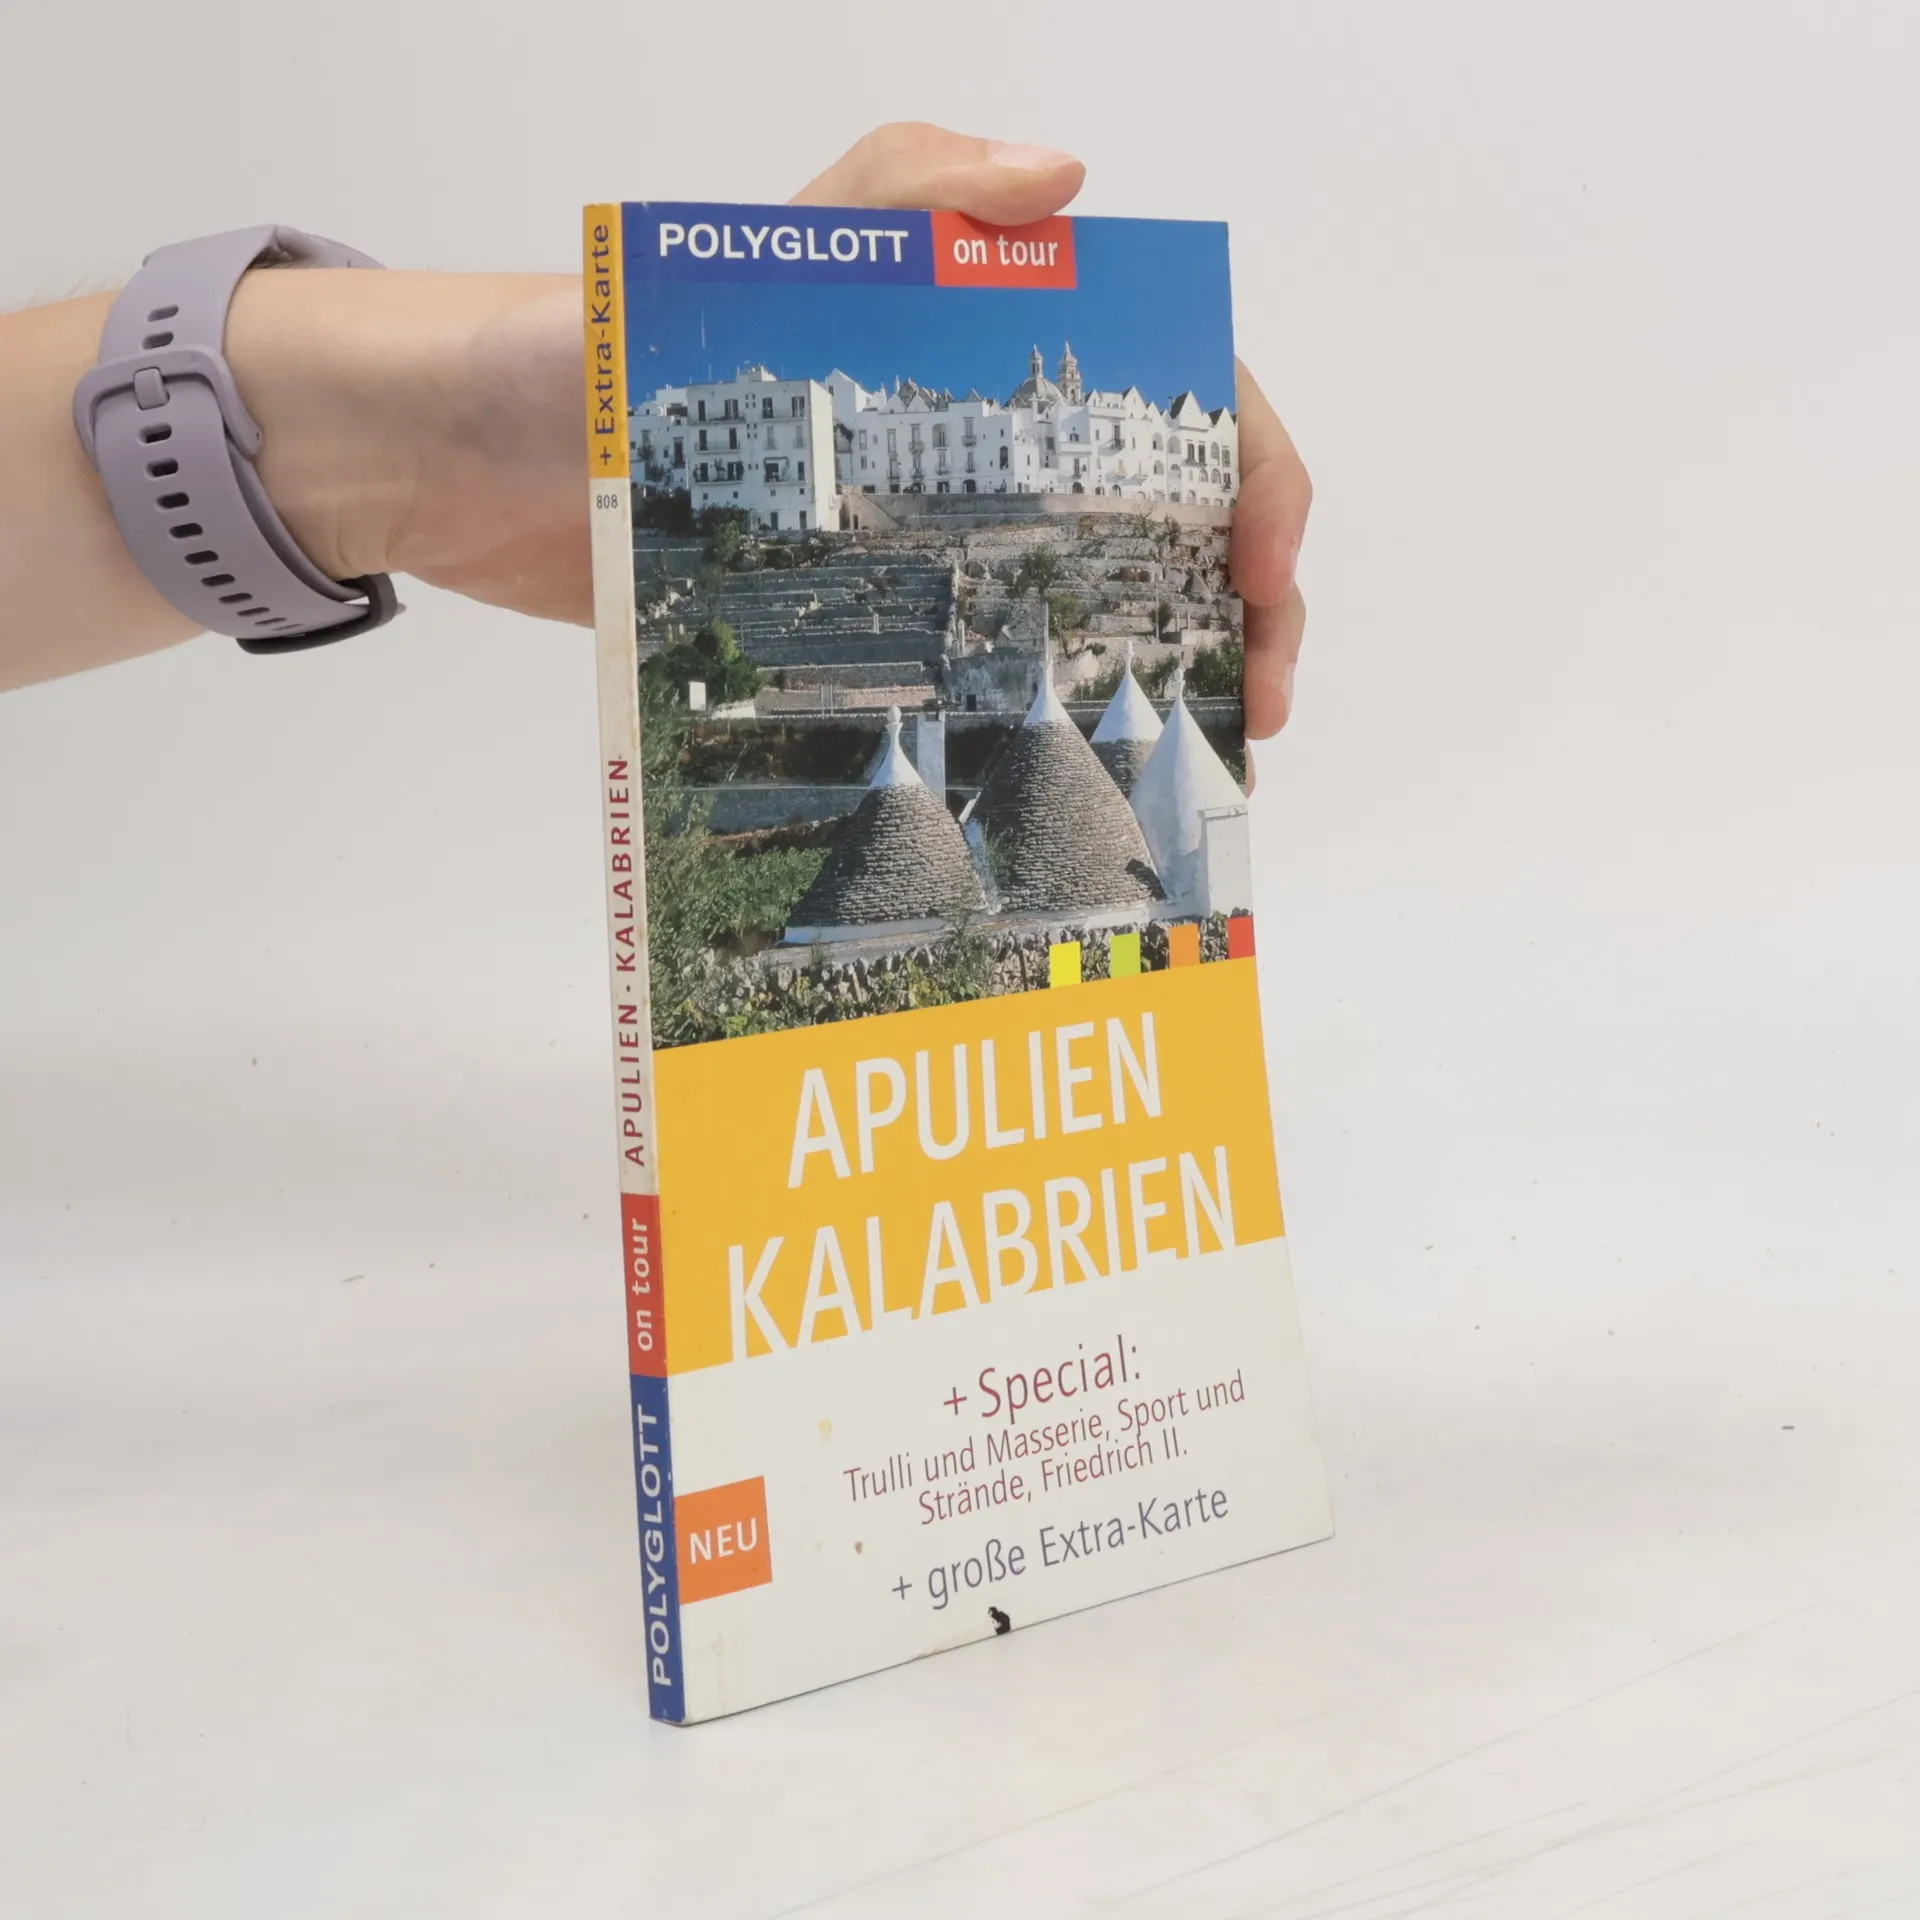 POLYGLOTT on tour
APULIEN
KALABRIEN
+ Special:
Trulli und Masserie, Sport und
Strände, Friedrich II.
+ große Extra-Karte
NEU
+ Extra-Karte
808
APULIEN · KALABRIEN
on tour
POLYGLOTT